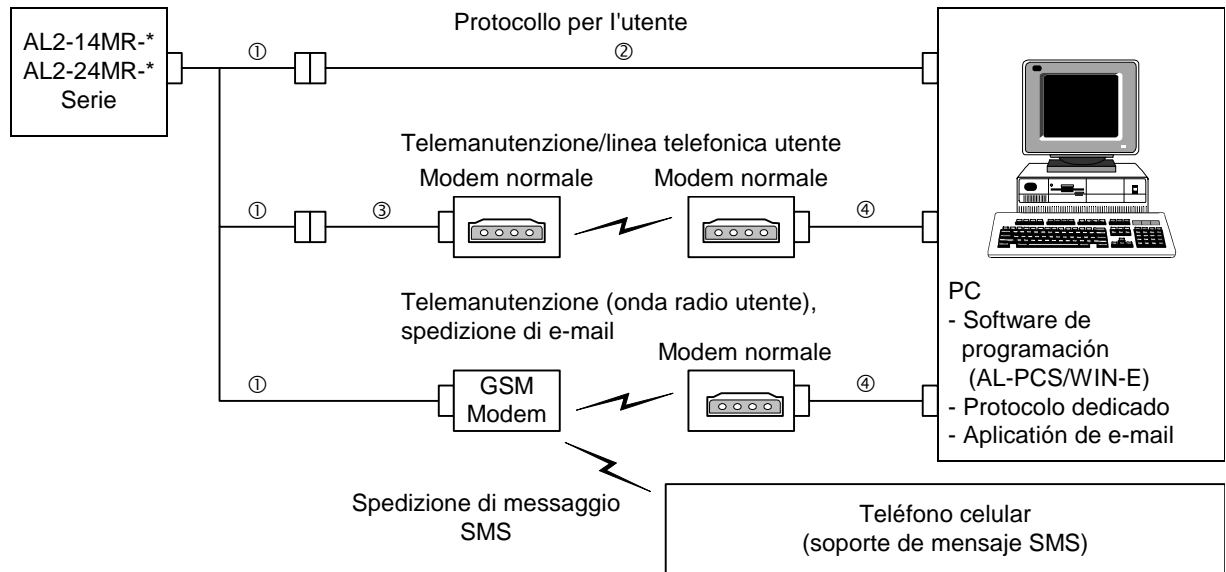 Protocollo per l'utente
AL2-14MR-*
AL2-24MR-*
Serie
① ②
Telemanutenzione/linea telefonica utente
Modem normale Modem normale
① ③ ④
Telemanutenzione (onda radio utente),
spedizione di e-mail
Modem normale
① GSM
Modem
④
PC
- Software de
programación
(AL-PCS/WIN-E)
- Protocolo dedicado
- Aplicatión de e-mail
Spedizione di messaggio
SMS
Teléfono celular
(soporte de mensaje SMS)